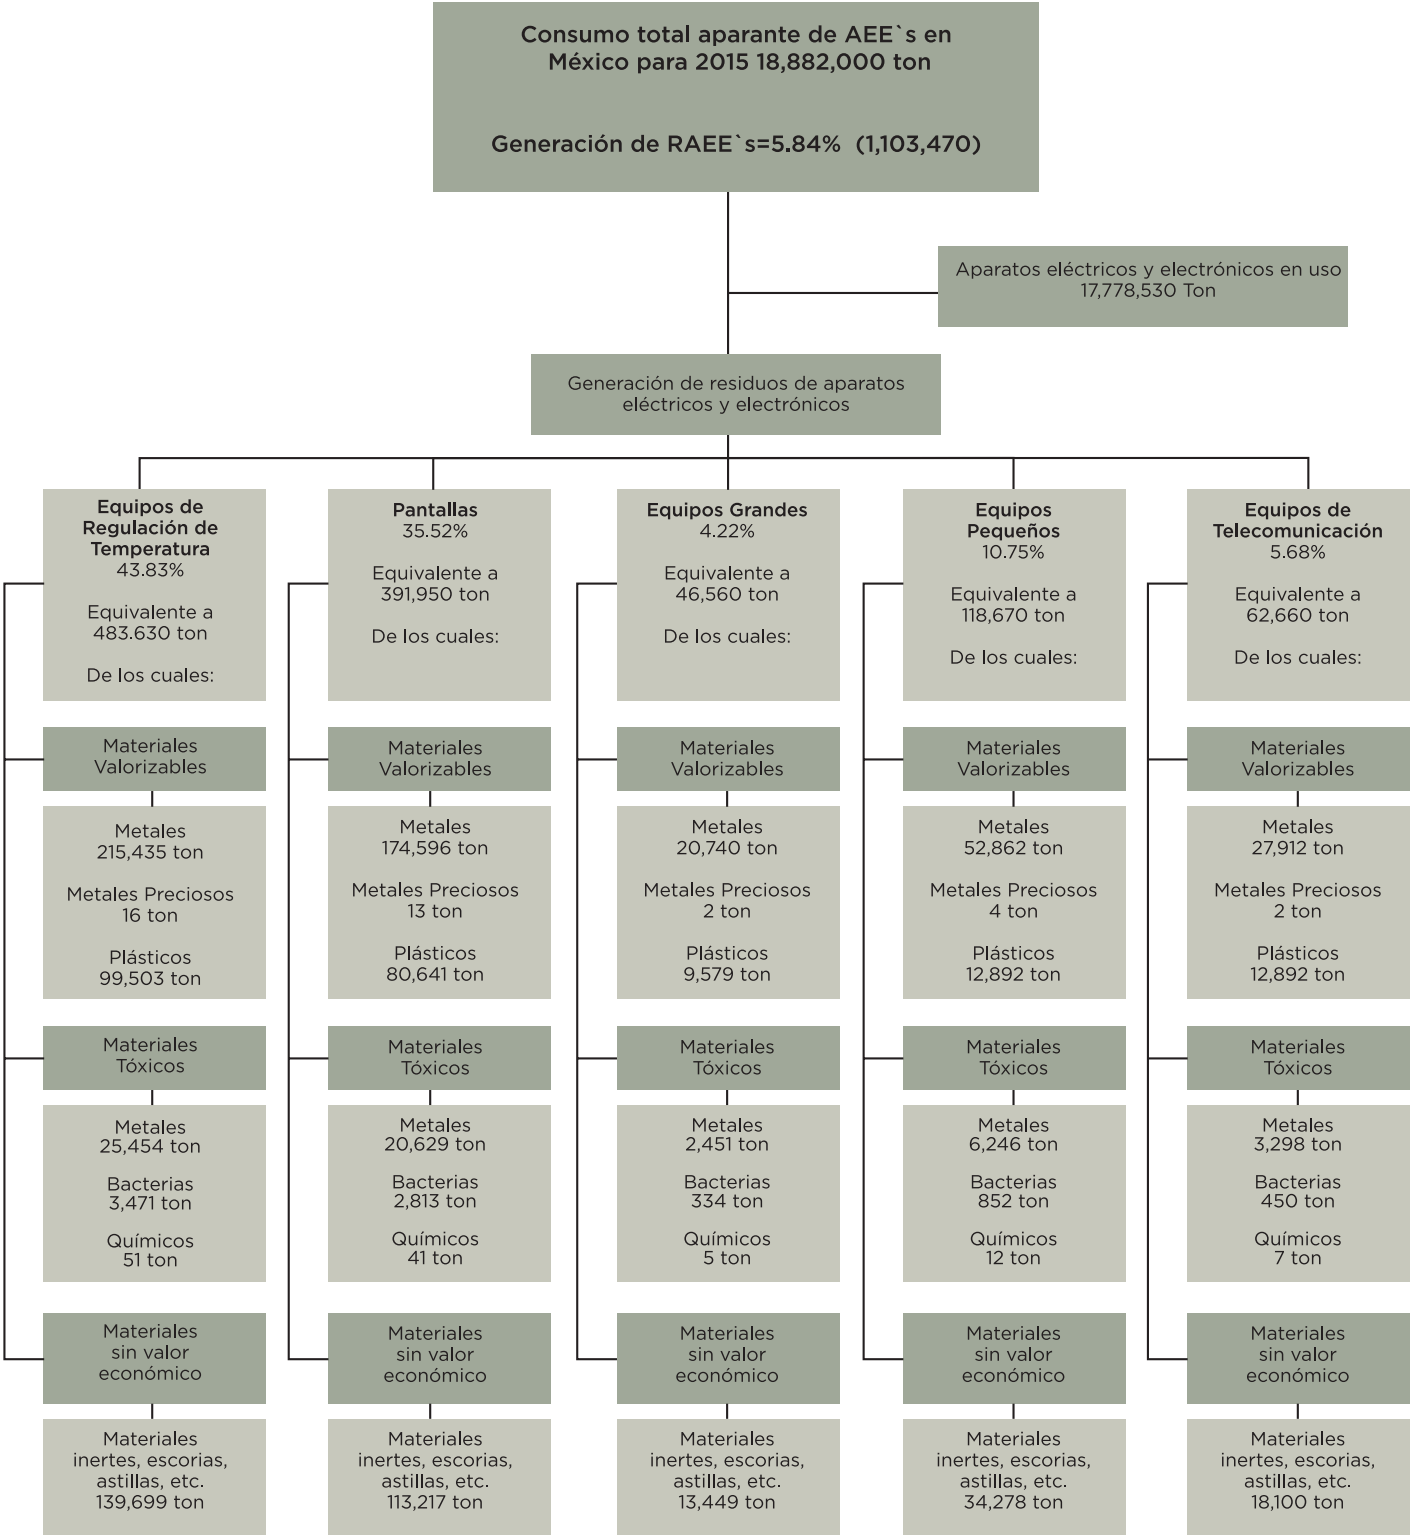 Consumo total aparante de AEE`s en
México para 2015 18,882,000 ton
Generación de RAEE`s=5.84% (1,103,470)
Aparatos eléctricos y electrónicos en uso
17,778,530 Ton
Generación de residuos de aparatos
eléctricos y electrónicos
Equipos de
Regulación de
Temperatura
43.83%
Equivalente a
483.630 ton
De los cuales:
Materiales
Valorizables
Metales
215,435 ton
Metales Preciosos
16 ton
Plásticos
99,503 ton
Materiales
Tóxicos
Metales
25,454 ton
Bacterias
3,471 ton
Químicos
51 ton
Materiales
sin valor
económico
Materiales
inertes, escorias,
astillas, etc.
139,699 ton
Pantallas
35.52%
Equivalente a
391,950 ton
De los cuales:
Materiales
Valorizables
Metales
174,596 ton
Metales Preciosos
13 ton
Plásticos
80,641 ton
Materiales
Tóxicos
Metales
20,629 ton
Bacterias
2,813 ton
Químicos
41 ton
Materiales
sin valor
económico
Materiales
inertes, escorias,
astillas, etc.
113,217 ton
Equipos Grandes
4.22%
Equivalente a
46,560 ton
De los cuales:
Materiales
Valorizables
Metales
20,740 ton
Metales Preciosos
2 ton
Plásticos
9,579 ton
Materiales
Tóxicos
Metales
2,451 ton
Bacterias
334 ton
Químicos
5 ton
Materiales
sin valor
económico
Materiales
inertes, escorias,
astillas, etc.
13,449 ton
Equipos
Pequeños
10.75%
Equivalente a
118,670 ton
De los cuales:
Materiales
Valorizables
Metales
52,862 ton
Metales Preciosos
4 ton
Plásticos
12,892 ton
Materiales
Tóxicos
Metales
6,246 ton
Bacterias
852 ton
Químicos
12 ton
Materiales
sin valor
económico
Materiales
inertes, escorias,
astillas, etc.
34,278 ton
Equipos de
Telecomunicación
5.68%
Equivalente a
62,660 ton
De los cuales:
Materiales
Valorizables
Metales
27,912 ton
Metales Preciosos
2 ton
Plásticos
12,892 ton
Materiales
Tóxicos
Metales
3,298 ton
Bacterias
450 ton
Químicos
7 ton
Materiales
sin valor
económico
Materiales
inertes, escorias,
astillas, etc.
18,100 ton